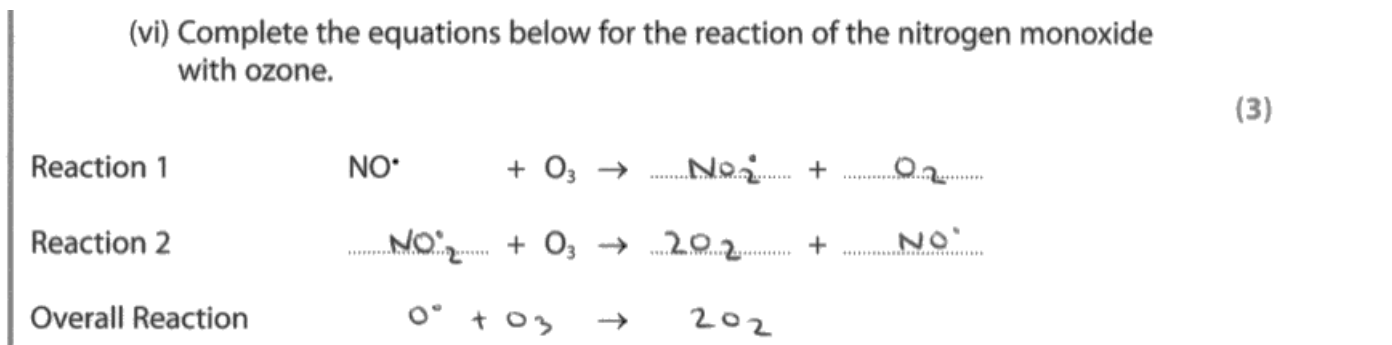 (vi) Complete the equations below for the reaction of the nitrogen monoxide
with ozone.
(3)
Reaction 1 NO• + O₃ → NO₂• + O₂
Reaction 2 NO•₂ + O₃ → 2O₂ + NO•
Overall Reaction O• + O₃ → 2O₂